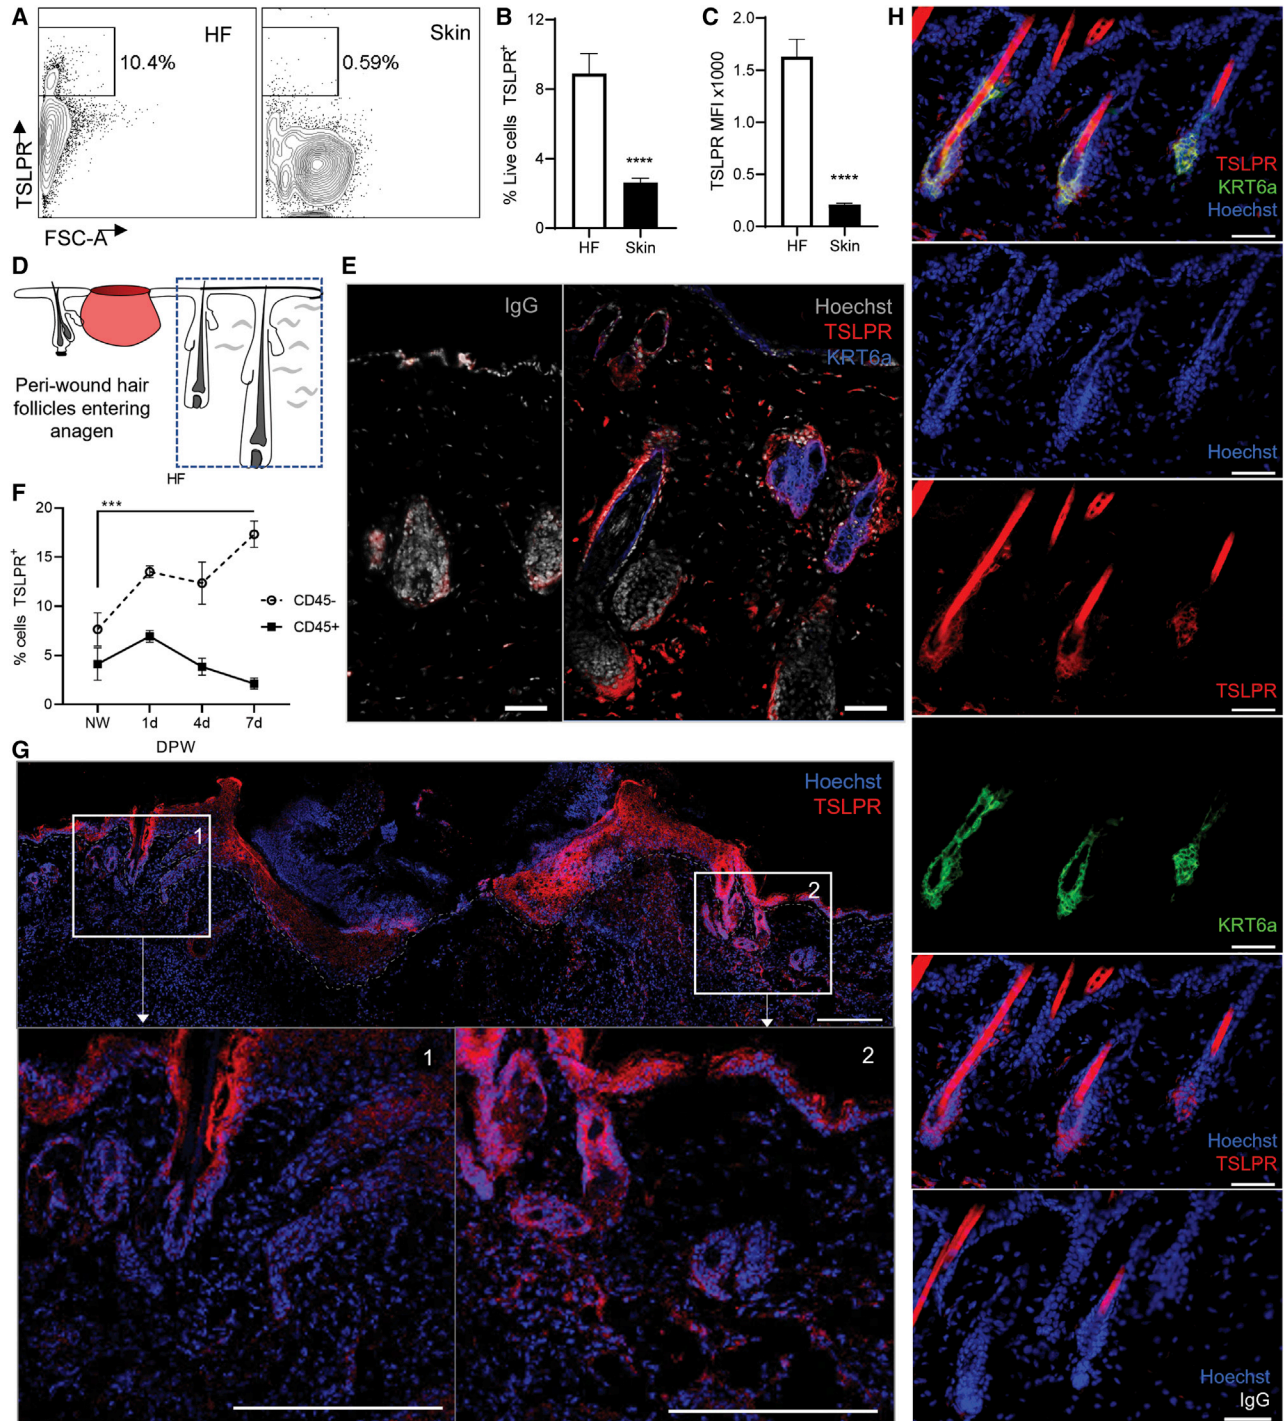 A
HF
10.4%
Skin
0.59%
TSLPR
FSC-A
B
% Live cells TSLPR+
12
8
4
0
****
HF
Skin
C
TSLPR MFI x1000
2.0
1.5
1.0
0.5
0.0
****
HF
Skin
D
Peri-wound hair
follicles entering
anagen
HF
E
IgG
Hoechst
TSLPR
KRT6a
F
% cells TSLPR+
20
15
10
5
0
***
CD45-
CD45+
NW
1d
4d
7d
DPW
G
Hoechst
TSLPR
1
2
1
2
H
TSLPR
KRT6a
Hoechst
Hoechst
TSLPR
KRT6a
Hoechst
TSLPR
Hoechst
IgG